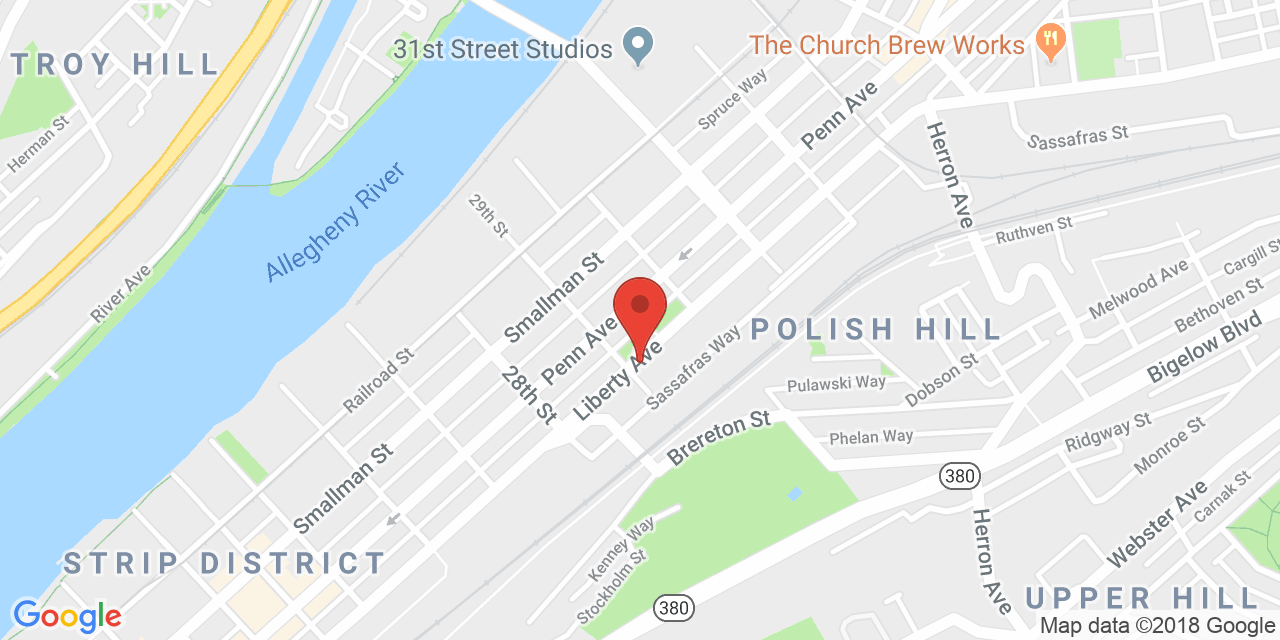 31st Street Studios
The Church Brew Works
TROY HILL
Spruce Way
Penn Ave
Herman St
Herron Ave
Sassafras St
Allegheny River
29th St
Ruthven St
River Ave
Smallman St
Melwood Ave
Cargill St
Bethoven St
POLISH HILL
Penn Ave
Liberty Ave
Sassafras Way
Bigelow Blvd
Railroad St
28th St
Pulawski Way
Dobson St
Brereton St
Phelan Way
Ridgway St
Monroe St
380
Smallman St
Webster Ave
Carnak St
Herron Ave
Kenney Way
Stockholm St
STRIP DISTRICT
380
UPPER HILL
Google
Map data ©2018 Google